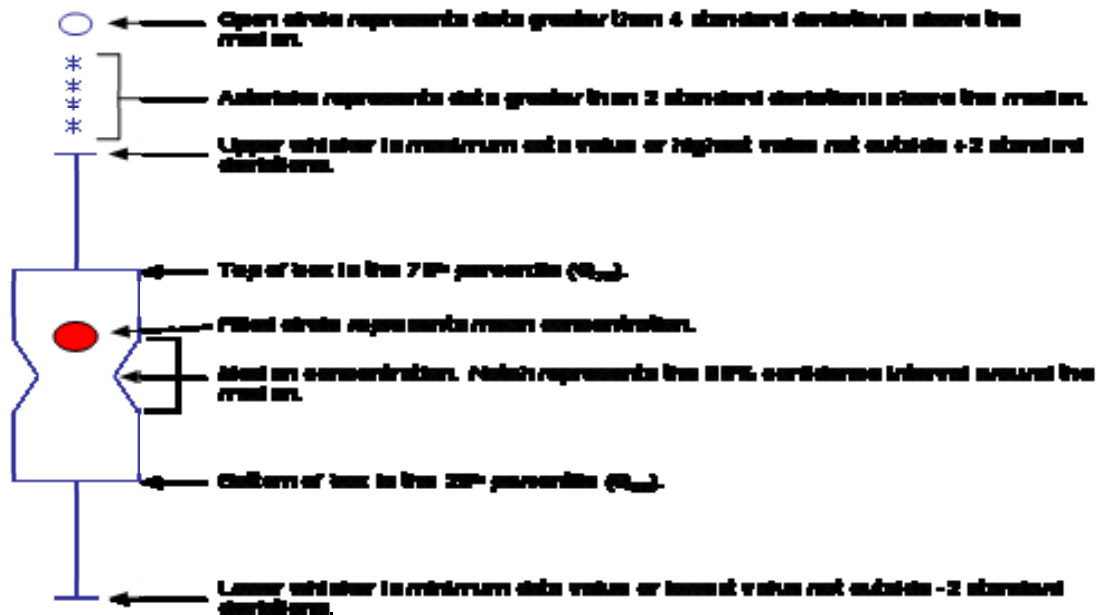 Open circle represents data greater than 4 standard deviations above the
median.
Asterisks represents data greater than 2 standard deviations above the median.
Upper whisker is maximum data value or highest value not outside +2 standard
deviations.
Top of box is the 75th percentile
Filled circle represents mean concentration.
Median concentration. Notch represents the confidence interval around the
median.
Bottom of box is the 25th percentile
Lower whisker is minimum data value or lowest value not outside -2 standard
deviations.